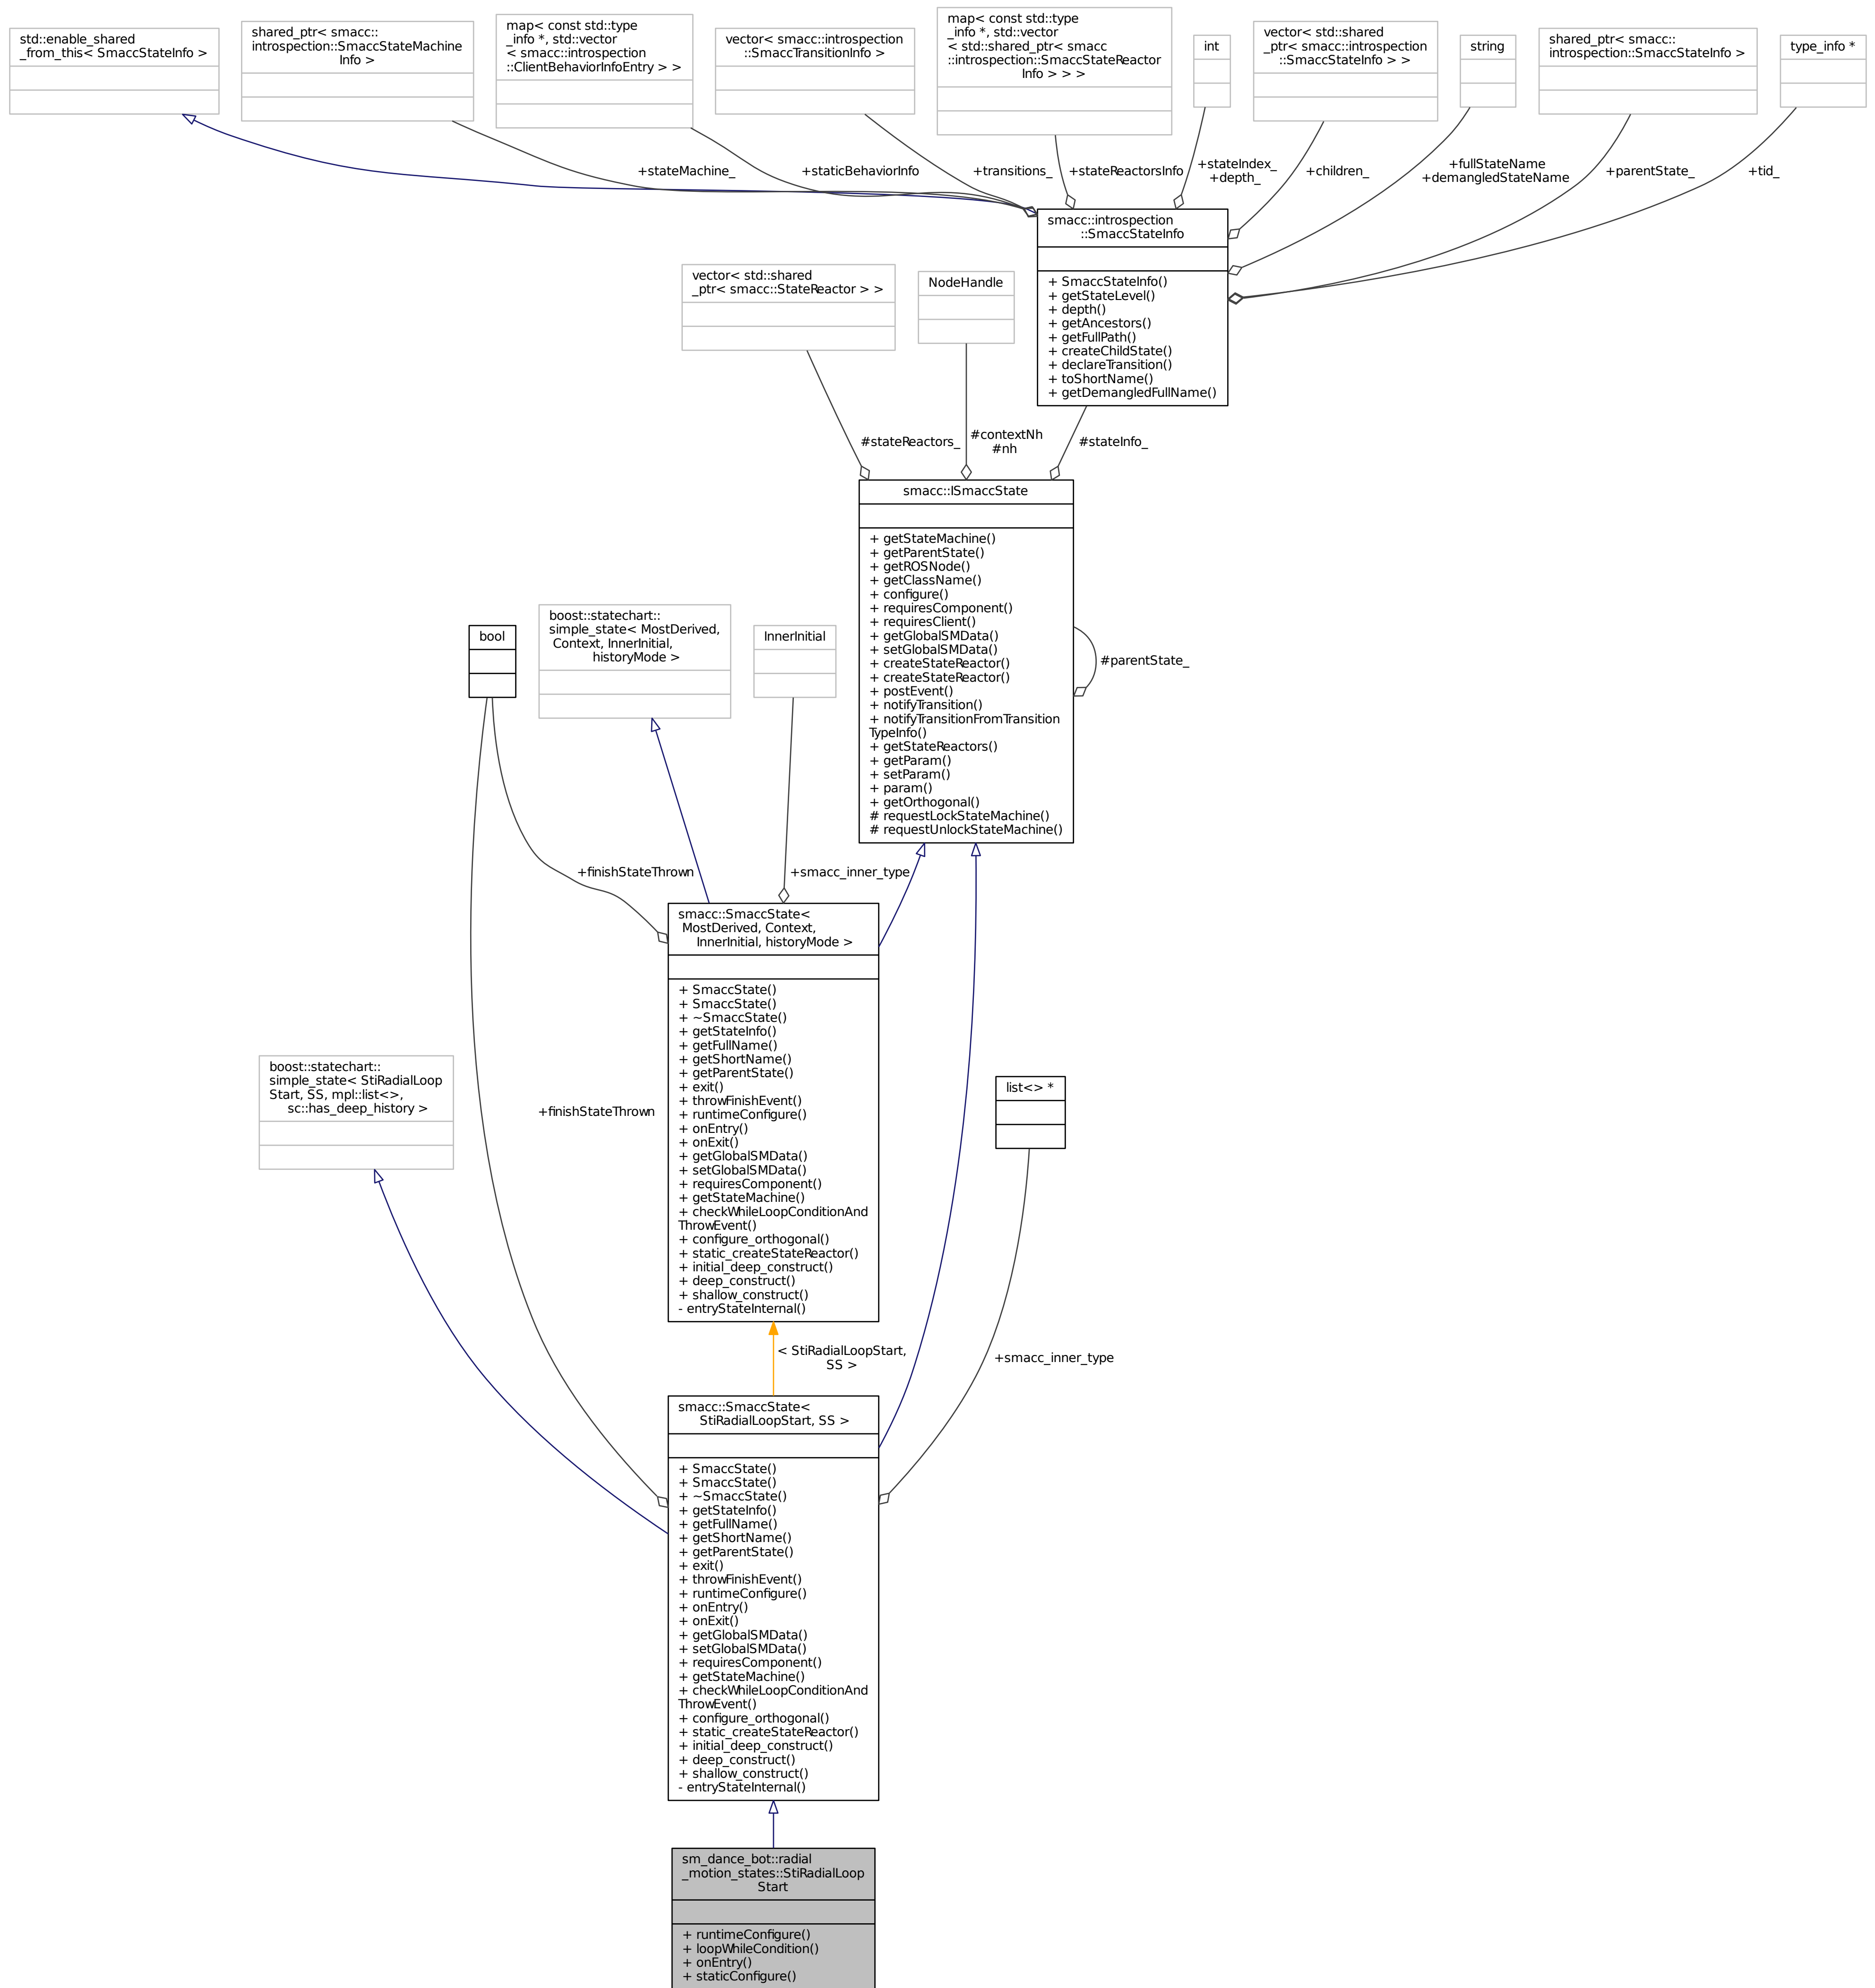 std::enable_shared
_from_this< SmaccStateInfo >
shared_ptr< smacc::
introspection::SmaccStateMachine
Info >
map< const std::type
_info *, std::vector
< smacc::introspection
::ClientBehaviorInfoEntry > >
vector< smacc::introspection
::SmaccTransitionInfo >
map< const std::type
_info *, std::vector
< std::shared_ptr< smacc
::introspection::SmaccStateReactor
Info > > >
int
vector< std::shared
_ptr< smacc::introspection
::SmaccStateInfo > >
string
shared_ptr< smacc::
introspection::SmaccStateInfo >
type_info *
+stateMachine_
+staticBehaviorInfo
+transitions_
+stateReactorsInfo
+stateIndex_
+depth_
+children_
+fullStateName
+demangledStateName
+parentState_
+tid_
smacc::introspection
::SmaccStateInfo
+ SmaccStateInfo()
+ getStateLevel()
+ depth()
+ getAncestors()
+ getFullPath()
+ createChildState()
+ declareTransition()
+ toShortName()
+ getDemangledFullName()
vector< std::shared
_ptr< smacc::StateReactor > >
NodeHandle
#stateReactors_
#contextNh
#nh
#stateInfo_
smacc::ISmaccState
+ getStateMachine()
+ getParentState()
+ getROSNode()
+ getClassName()
+ configure()
+ requiresComponent()
+ requiresClient()
+ getGlobalSMData()
+ setGlobalSMData()
+ createStateReactor()
+ createStateReactor()
+ postEvent()
+ notifyTransition()
+ notifyTransitionFromTransition
TypeInfo()
+ getStateReactors()
+ getParam()
+ setParam()
+ param()
+ getOrthogonal()
# requestLockStateMachine()
# requestUnlockStateMachine()
#parentState_
bool
boost::statechart::
simple_state< MostDerived,
Context, InnerInitial,
historyMode >
InnerInitial
+finishStateThrown
+smacc_inner_type
smacc::SmaccState<
MostDerived, Context,
InnerInitial, historyMode >
+ SmaccState()
+ SmaccState()
+ ~SmaccState()
+ getStateInfo()
+ getFullName()
+ getShortName()
+ getParentState()
+ exit()
+ throwFinishEvent()
+ runtimeConfigure()
+ onEntry()
+ onExit()
+ getGlobalSMData()
+ setGlobalSMData()
+ requiresComponent()
+ getStateMachine()
+ checkWhileLoopConditionAnd
ThrowEvent()
+ configure_orthogonal()
+ static_createStateReactor()
+ initial_deep_construct()
+ deep_construct()
+ shallow_construct()
- entryStateInternal()
boost::statechart::
simple_state< StiRadialLoop
Start, SS, mpl::list<>,
sc::has_deep_history >
+finishStateThrown
list<> *
< StiRadialLoopStart,
SS >
+smacc_inner_type
smacc::SmaccState<
StiRadialLoopStart, SS >
+ SmaccState()
+ SmaccState()
+ ~SmaccState()
+ getStateInfo()
+ getFullName()
+ getShortName()
+ getParentState()
+ exit()
+ throwFinishEvent()
+ runtimeConfigure()
+ onEntry()
+ onExit()
+ getGlobalSMData()
+ setGlobalSMData()
+ requiresComponent()
+ getStateMachine()
+ checkWhileLoopConditionAnd
ThrowEvent()
+ configure_orthogonal()
+ static_createStateReactor()
+ initial_deep_construct()
+ deep_construct()
+ shallow_construct()
- entryStateInternal()
sm_dance_bot::radial
_motion_states::StiRadialLoop
Start
+ runtimeConfigure()
+ loopWhileCondition()
+ onEntry()
+ staticConfigure()